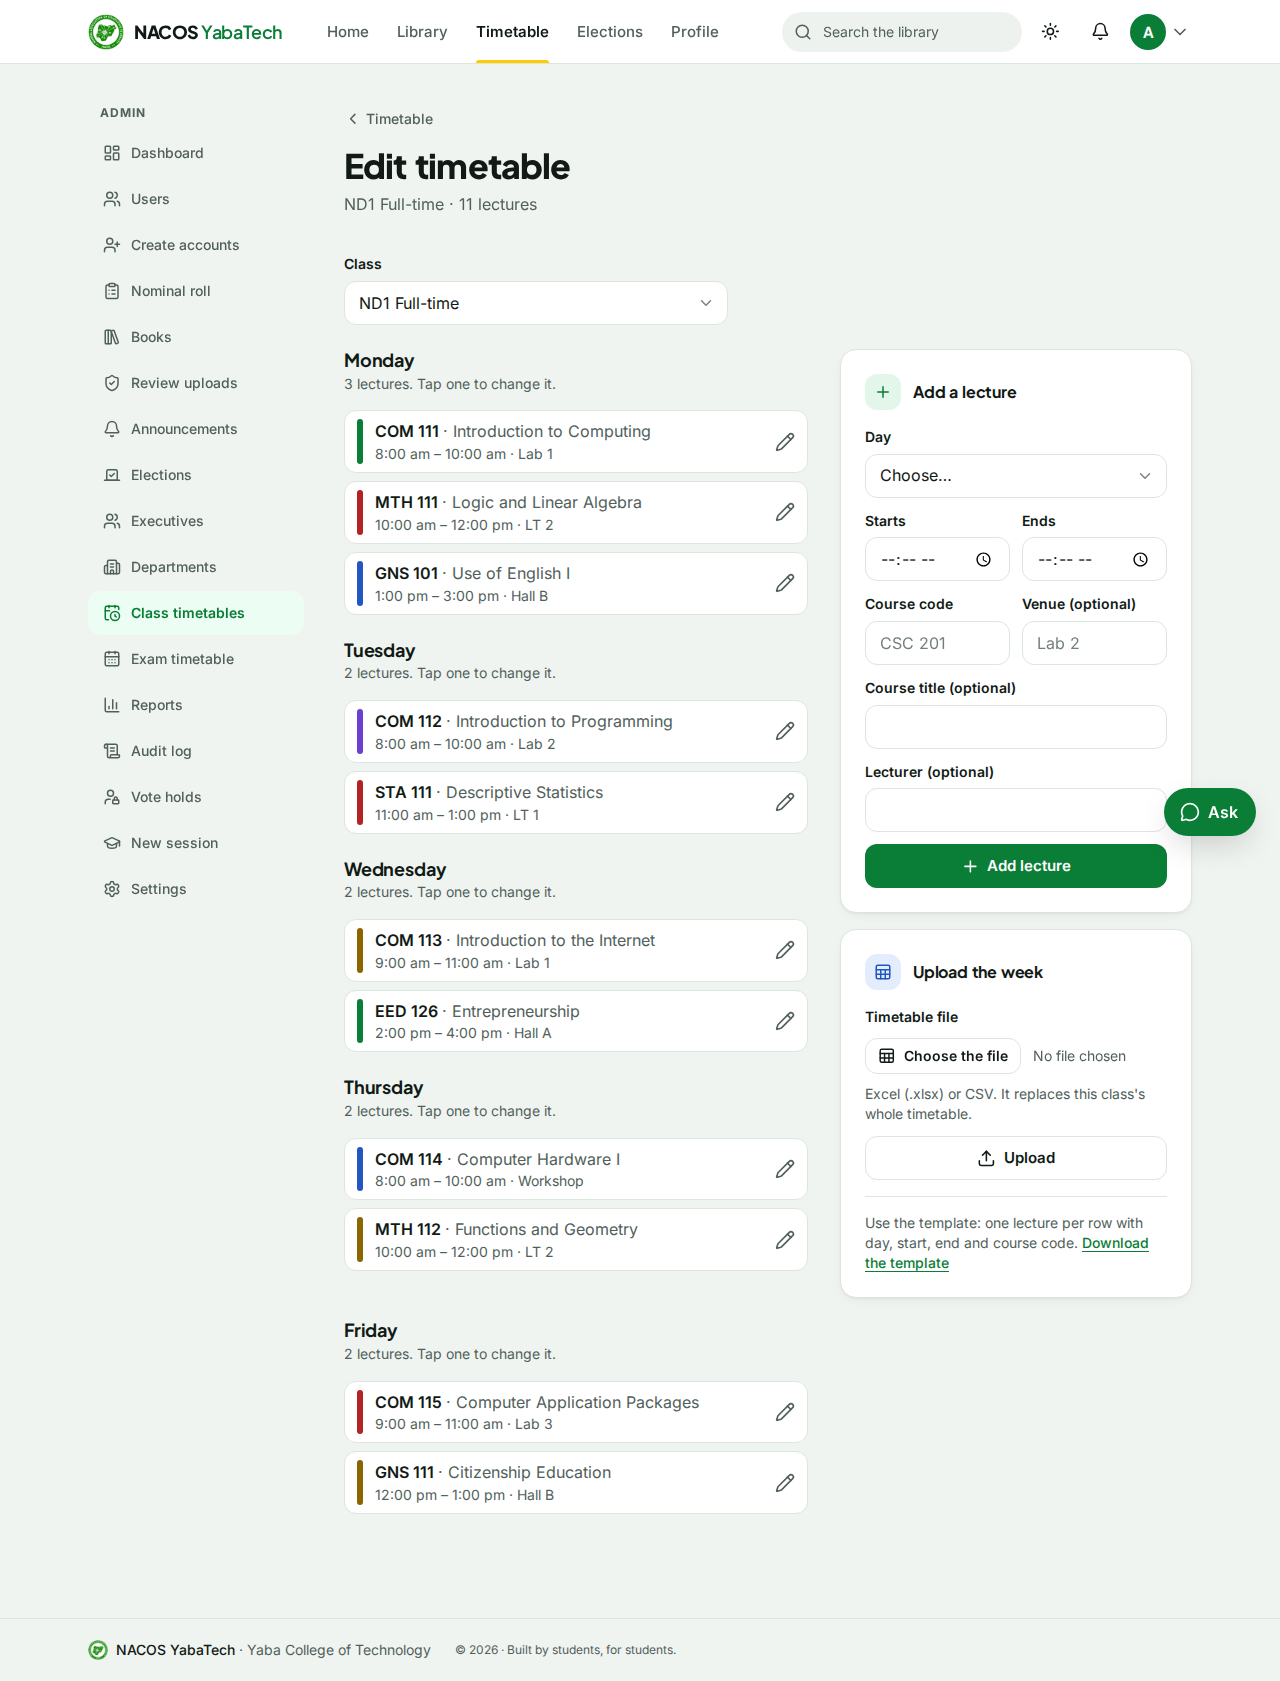 NACOS YabaTech
Home
Library
Timetable
Elections
Profile
Search the library
A
ADMIN
Dashboard
Users
Create accounts
Nominal roll
Books
Review uploads
Announcements
Elections
Executives
Departments
Class timetables
Exam timetable
Reports
Audit log
Vote holds
New session
Settings
Timetable
Edit timetable
ND1 Full-time · 11 lectures
Class
ND1 Full-time
Monday
3 lectures. Tap one to change it.
COM 111 · Introduction to Computing
8:00 am – 10:00 am · Lab 1
MTH 111 · Logic and Linear Algebra
10:00 am – 12:00 pm · LT 2
GNS 101 · Use of English I
1:00 pm – 3:00 pm · Hall B
Tuesday
2 lectures. Tap one to change it.
COM 112 · Introduction to Programming
8:00 am – 10:00 am · Lab 2
STA 111 · Descriptive Statistics
11:00 am – 1:00 pm · LT 1
Wednesday
2 lectures. Tap one to change it.
COM 113 · Introduction to the Internet
9:00 am – 11:00 am · Lab 1
EED 126 · Entrepreneurship
2:00 pm – 4:00 pm · Hall A
Thursday
2 lectures. Tap one to change it.
COM 114 · Computer Hardware I
8:00 am – 10:00 am · Workshop
MTH 112 · Functions and Geometry
10:00 am – 12:00 pm · LT 2
Friday
2 lectures. Tap one to change it.
COM 115 · Computer Application Packages
9:00 am – 11:00 am · Lab 3
GNS 111 · Citizenship Education
12:00 pm – 1:00 pm · Hall B
Add a lecture
Day
Choose...
Starts
Ends
--:-- --
--:-- --
Course code
Venue (optional)
CSC 201
Lab 2
Course title (optional)
Lecturer (optional)
Add lecture
Ask
Upload the week
Timetable file
Choose the file
No file chosen
Excel (.xlsx) or CSV. It replaces this class's
whole timetable.
Upload
Use the template: one lecture per row with
day, start, end and course code. Download
the template
NACOS YabaTech · Yaba College of Technology
© 2026 · Built by students, for students.